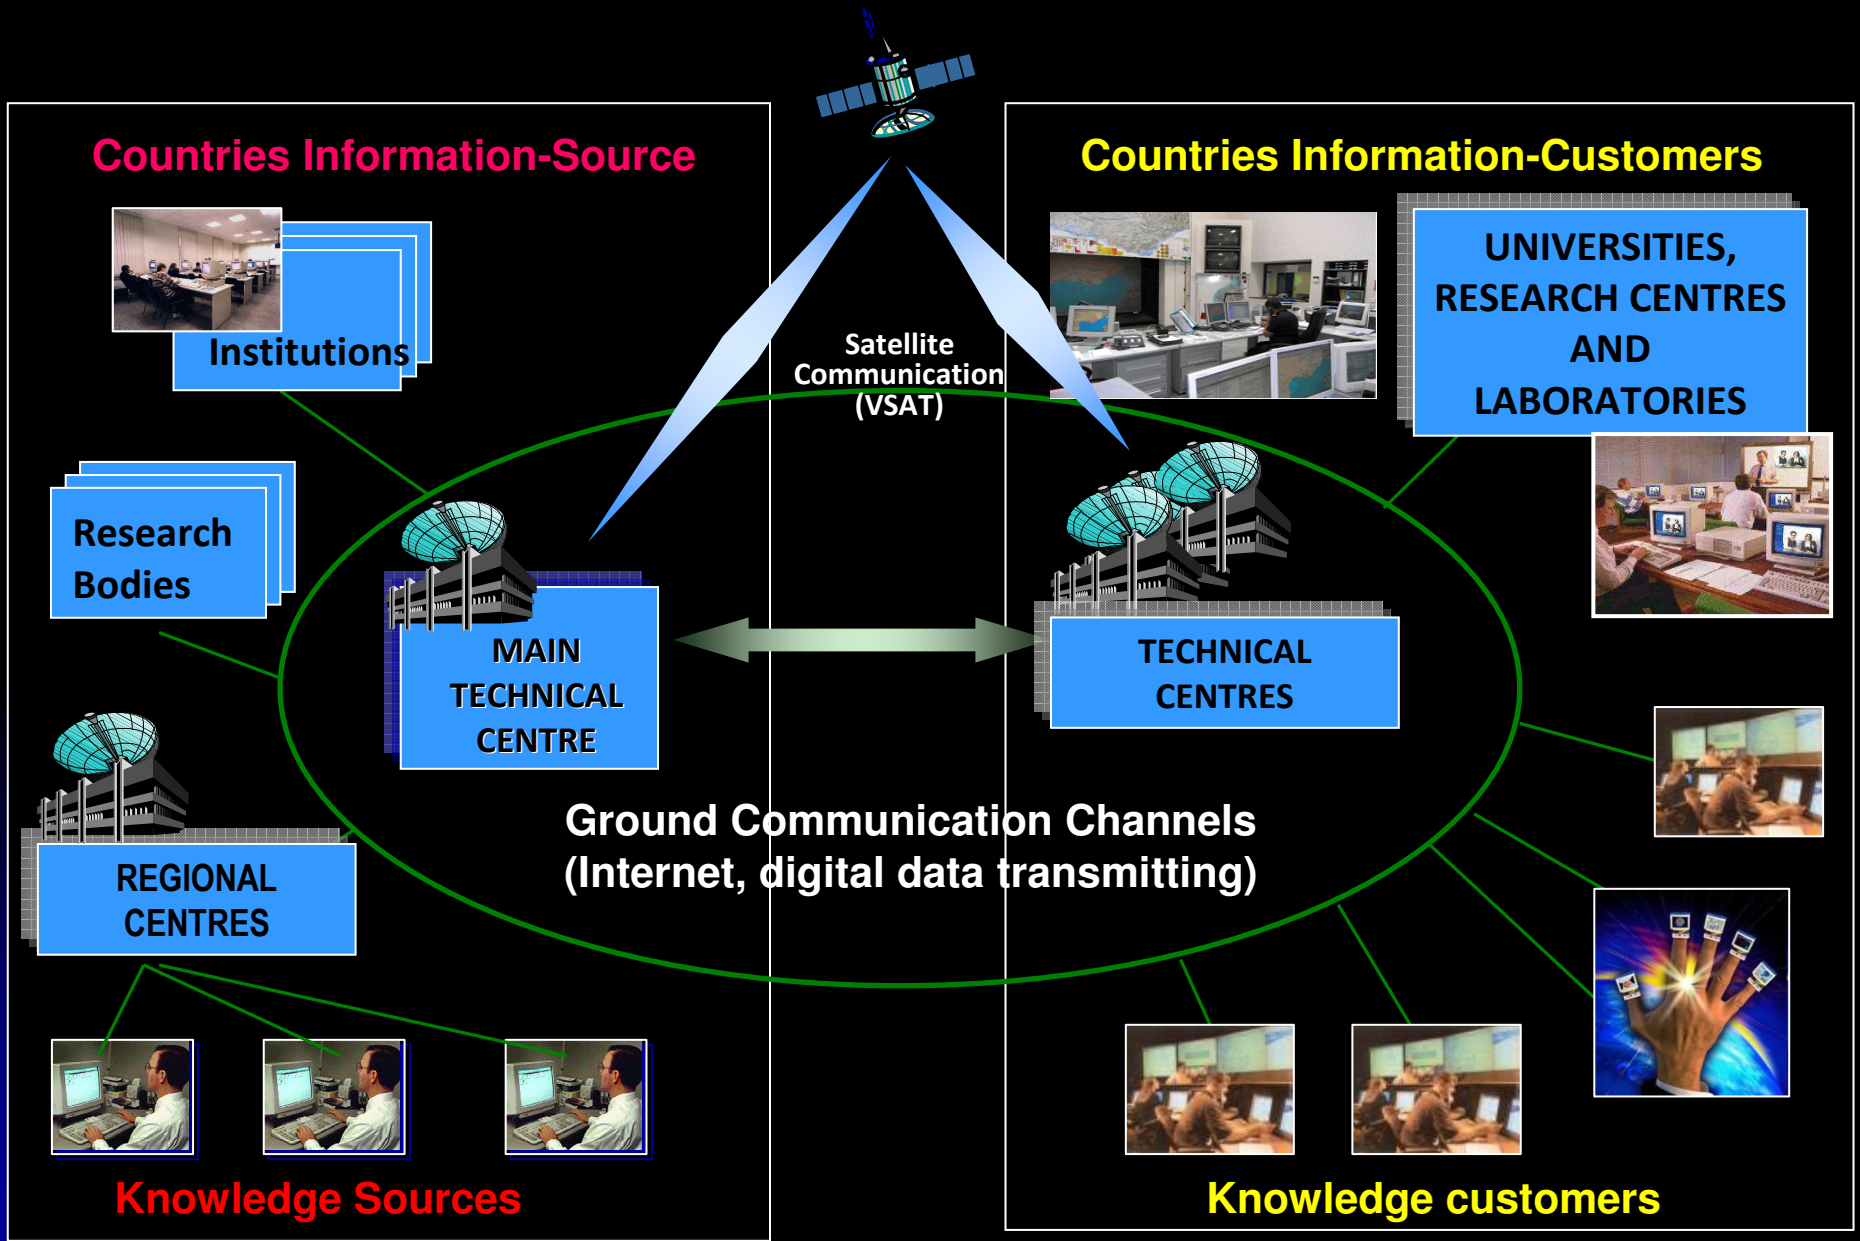 Countries Information-Source
Institutions
Research
Bodies
MAIN
TECHNICAL
CENTRE
REGIONAL
CENTRES
Knowledge Sources
Satellite
Communication
(VSAT)
Ground Communication Channels
(Internet, digital data transmitting)
Countries Information-Customers
UNIVERSITIES,
RESEARCH CENTRES
AND
LABORATORIES
TECHNICAL
CENTRES
Knowledge customers